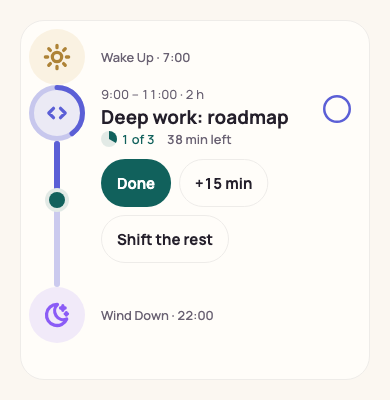 Wake Up · 7:00
9:00 – 11:00 · 2 h
Deep work: roadmap
1 of 3 38 min left
Done +15 min
Shift the rest
Wind Down · 22:00